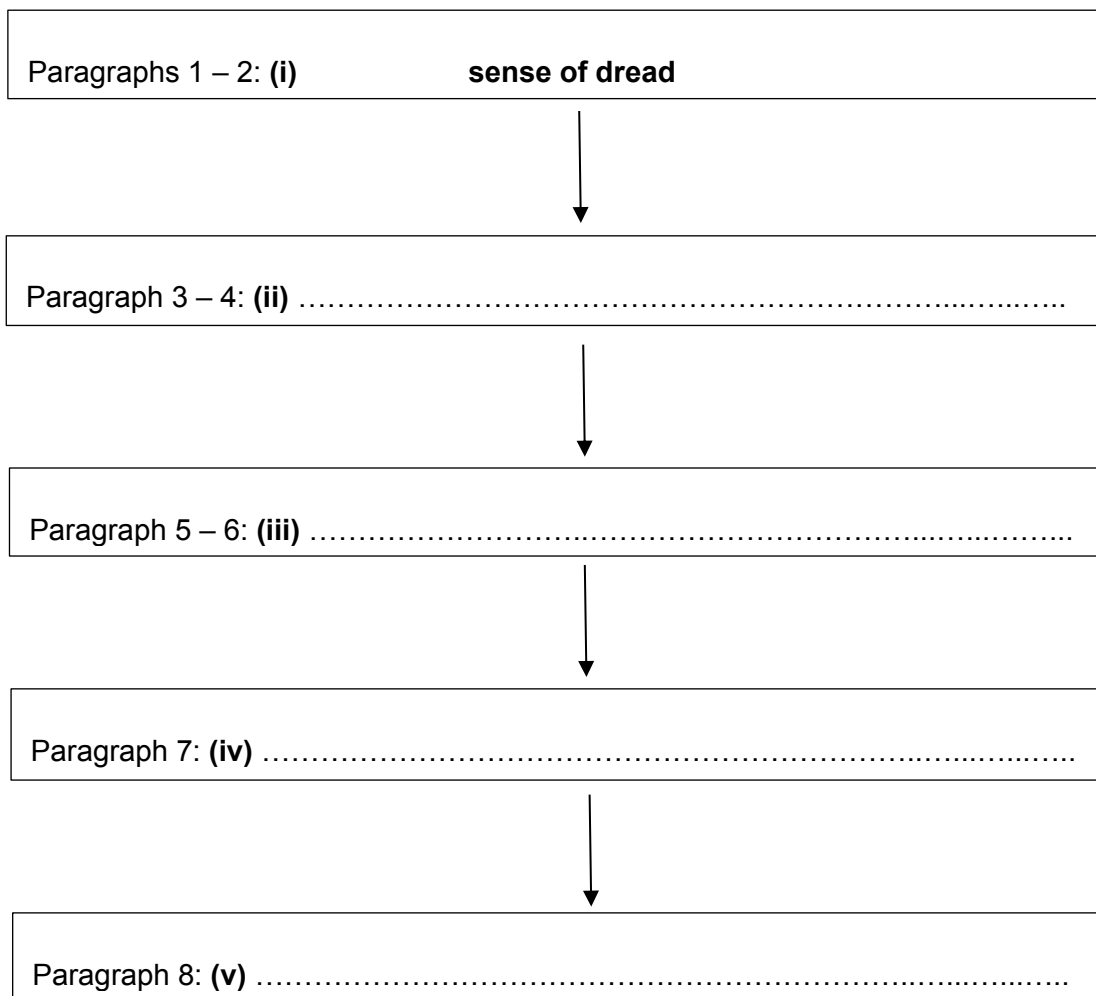 Paragraphs 1 – 2: (i) sense of dread
Paragraph 3 – 4: (ii) …………………………………………………………...…...…..
Paragraph 5 – 6: (iii) ………………………..……………………………...…...……...
Paragraph 7: (iv) …………………………………………………………..…...…...…...
Paragraph 8: (v) …………………………………………………………..…...…...…..